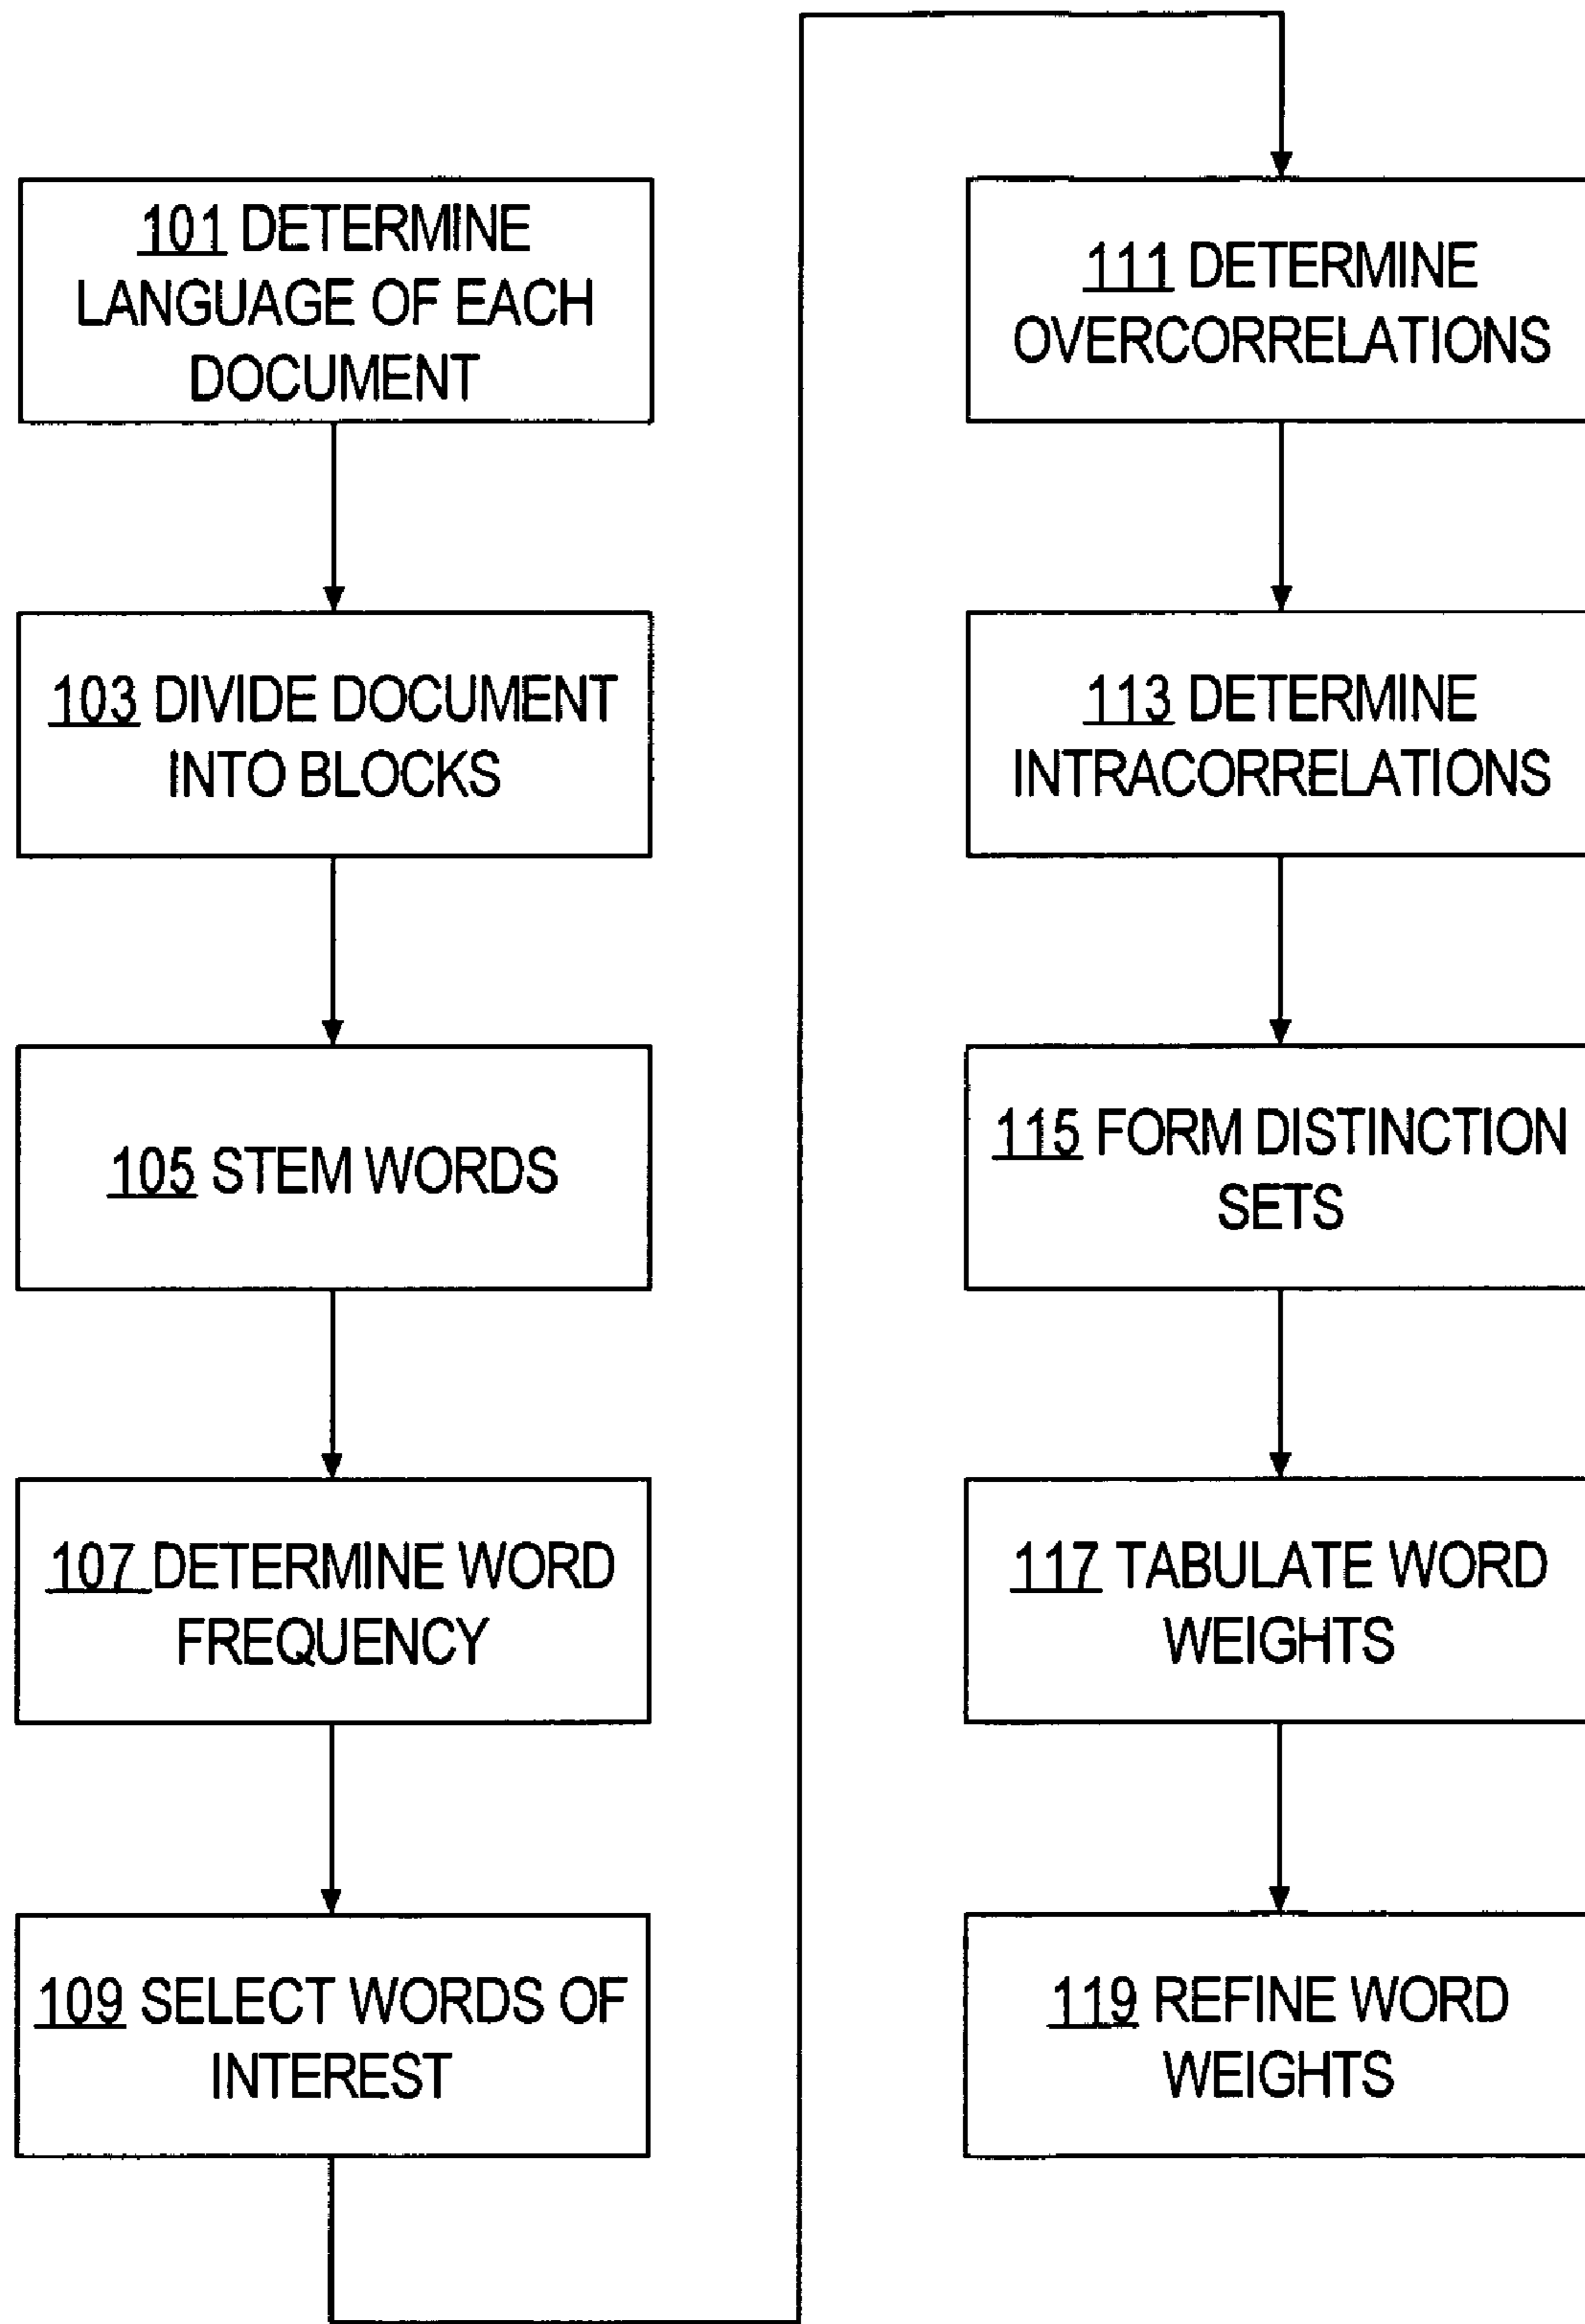 101 DETERMINE
LANGUAGE OF EACH
DOCUMENT
103 DIVIDE DOCUMENT
INTO BLOCKS
105 STEM WORDS
107 DETERMINE WORD
FREQUENCY
109 SELECT WORDS OF
INTEREST
111 DETERMINE
OVERCORRELATIONS
113 DETERMINE
INTRACORRELATIONS
115 FORM DISTINCTION
SETS
117 TABULATE WORD
WEIGHTS
119 REFINE WORD
WEIGHTS